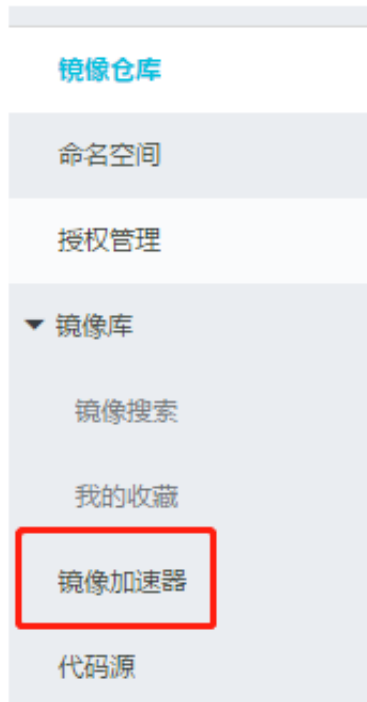 镜像仓库
命名空间
授权管理
镜像库
镜像搜索
我的收藏
镜像加速器
代码源